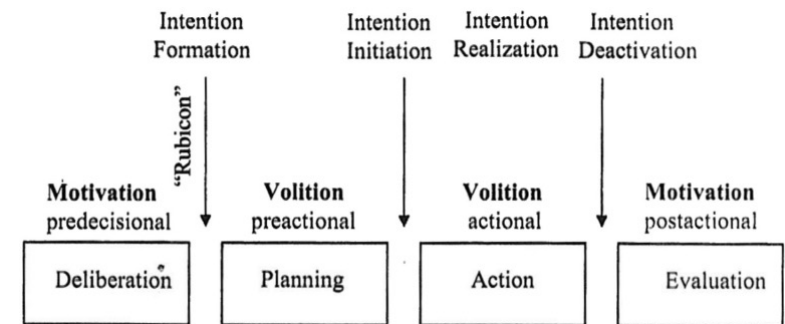 Intention
Formation
Intention
Initiation
Intention
Realization
Intention
Deactivation
"Rubicon"
Motivation
predecisional
Volition
preactional
Volition
actional
Motivation
postactional
Deliberation
Planning
Action
Evaluation